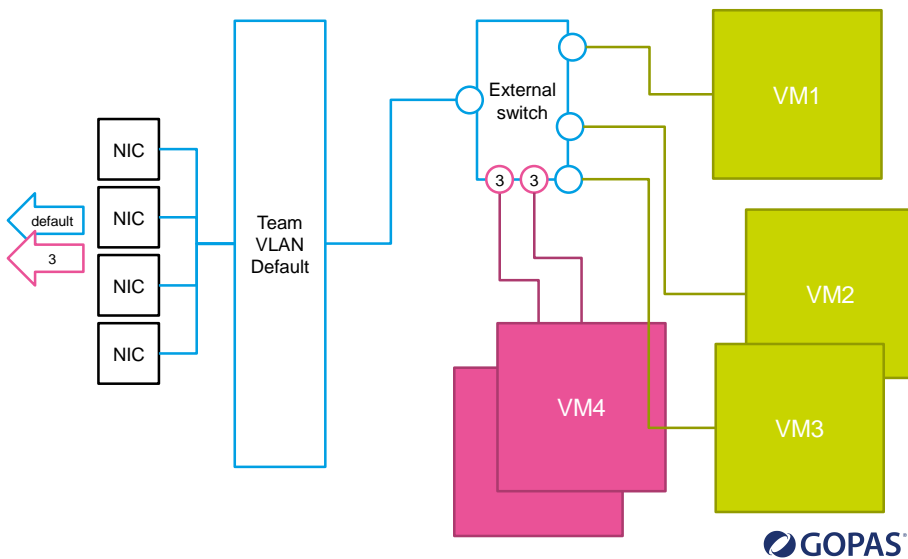 NIC
NIC
NIC
NIC
default
3
Team
VLAN
Default
External
switch
3
3
VM1
VM2
VM3
VM4
GOPAS®